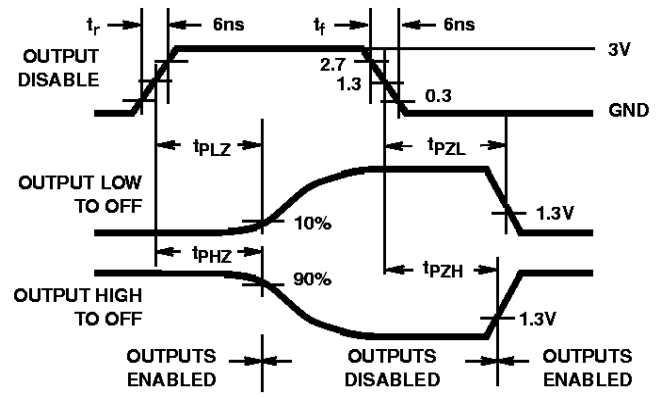 tr 6ns tf 6ns
OUTPUT
DISABLE
3V
2.7
1.3
0.3
GND
tPLZ tPZL
OUTPUT LOW
TO OFF
10%
1.3V
tPHZ tPZH
OUTPUT HIGH
TO OFF
90%
1.3V
OUTPUTS
ENABLED
OUTPUTS
DISABLED
OUTPUTS
ENABLED